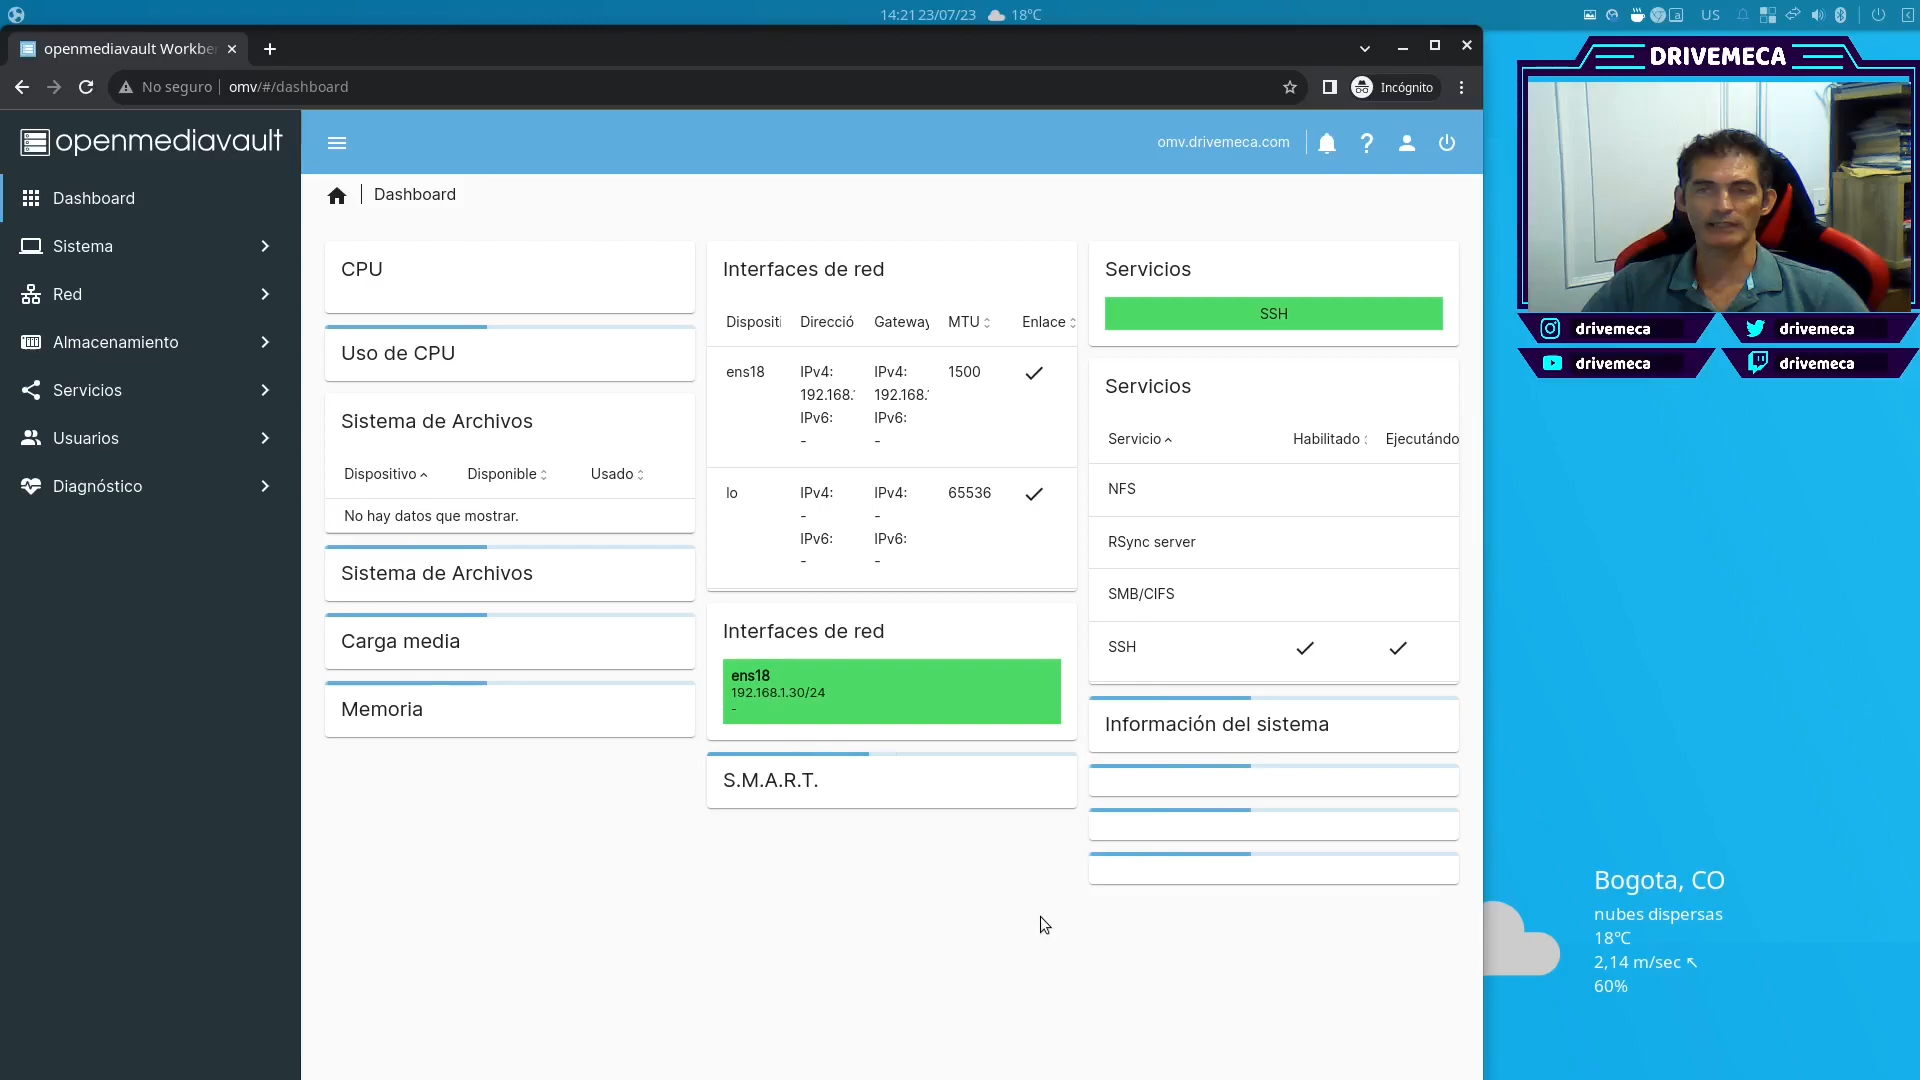 14:21 23/07/23 18°C
US
openmediavault Workbe
No seguro omv/#/dashboard
Incógnito
openmediavault
Dashboard
Sistema
Red
Almacenamiento
Servicios
Usuarios
Diagnóstico
omv.drivemeca.com
Dashboard
CPU
Uso de CPU
Sistema de Archivos
Dispositivo Disponible Usado
No hay datos que mostrar.
Sistema de Archivos
Carga media
Memoria
Interfaces de red
Dispositi Direcció Gateway MTU Enlace
ens18 IPv4: IPv4: 1500
192.168. 192.168.
IPv6: IPv6:
- -
lo IPv4: IPv4: 65536
- -
IPv6: IPv6:
- -
Interfaces de red
ens18
192.168.1.30/24
-
S.M.A.R.T.
Servicios
SSH
Servicios
Servicio Habilitado Ejecutándo
NFS
RSync server
SMB/CIFS
SSH
Información del sistema
DRIVEMECA
drivemeca drivemeca
drivemeca drivemeca
Bogota, CO
nubes dispersas
18°C
2,14 m/sec ↖
60%